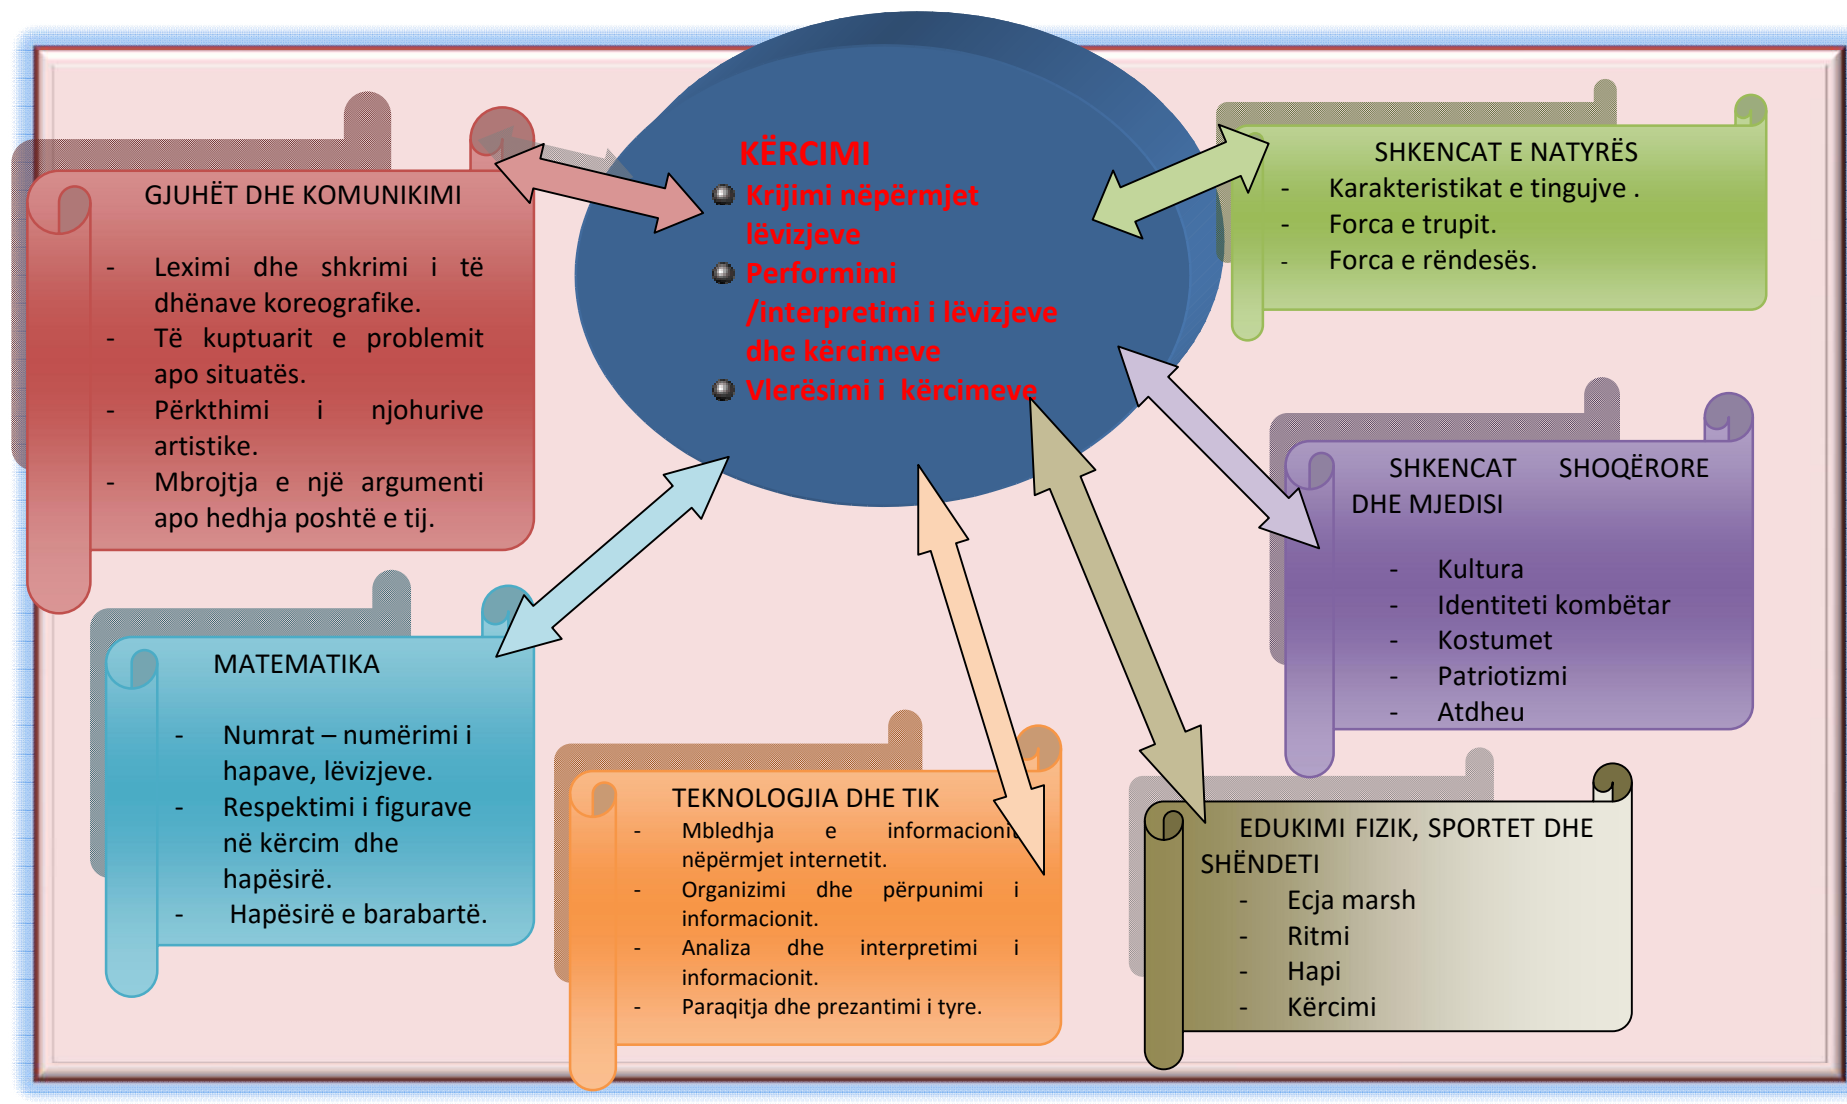 KËRCIMI
Krijimi nëpërmjet
lëvizjeve
Performimi
/interpretimi i lëvizjeve
dhe kërcimeve
Vlerësimi i kërcimeve
GJUHËT DHE KOMUNIKIMI
- Leximi dhe shkrimi i të
dhënave koreografike.
- Të kuptuarit e problemit
apo situatës.
- Përkthimi i njohurive
artistike.
- Mbrojtja e një argumenti
apo hedhja poshtë e tij.
SHKENCAT E NATYRËS
- Karakteristikat e tingujve .
- Forca e trupit.
- Forca e rëndesës.
SHKENCAT SHOQËRORE
DHE MJEDISI
- Kultura
- Identiteti kombëtar
- Kostumet
- Patriotizmi
- Atdheu
MATEMATIKA
- Numrat – numërimi i
hapave, lëvizjeve.
- Respektimi i figurave
në kërcim dhe
hapësirë.
- Hapësirë e barabartë.
TEKNOLOGJIA DHE TIK
- Mbledhja e informacionit
nëpërmjet internetit.
- Organizimi dhe përpunimi i
informacionit.
- Analiza dhe interpretimi i
informacionit.
- Paraqitja dhe prezantimi i tyre.
EDUKIMI FIZIK, SPORTET DHE
SHËNDETI
- Ecja marsh
- Ritmi
- Hapi
- Kërcimi